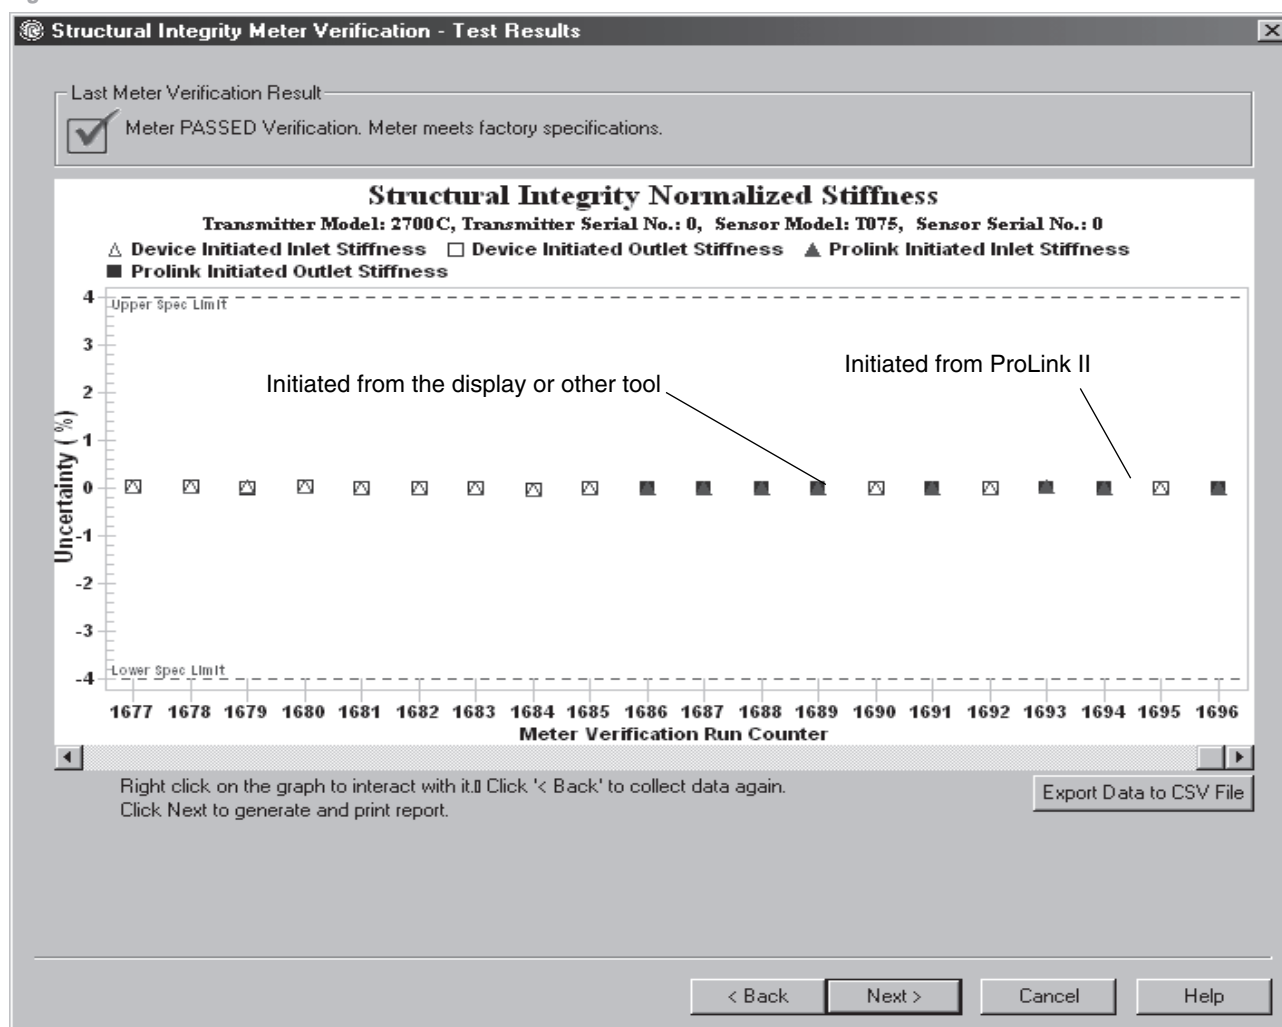 Structural Integrity Meter Verification - Test Results
Last Meter Verification Result
Meter PASSED Verification. Meter meets factory specifications.
Structural Integrity Normalized Stiffness
Transmitter Model: 2700C, Transmitter Serial No.: 0, Sensor Model: T075, Sensor Serial No.: 0
Device Initiated Inlet Stiffness Device Initiated Outlet Stiffness Prolink Initiated Inlet Stiffness
Prolink Initiated Outlet Stiffness
Uncertainty (%)
4
Upper Spec Limit
3
Initiated from ProLink II
Initiated from the display or other tool
2
1
0
-1
-2
-3
Lower Spec Limit
-4
1677 1678 1679 1680 1681 1682 1683 1684 1685 1686 1687 1688 1689 1690 1691 1692 1693 1694 1695 1696
Meter Verification Run Counter
Right click on the graph to interact with it. Click '< Back' to collect data again.
Click Next to generate and print report.
Export Data to CSV File
< Back
Next >
Cancel
Help